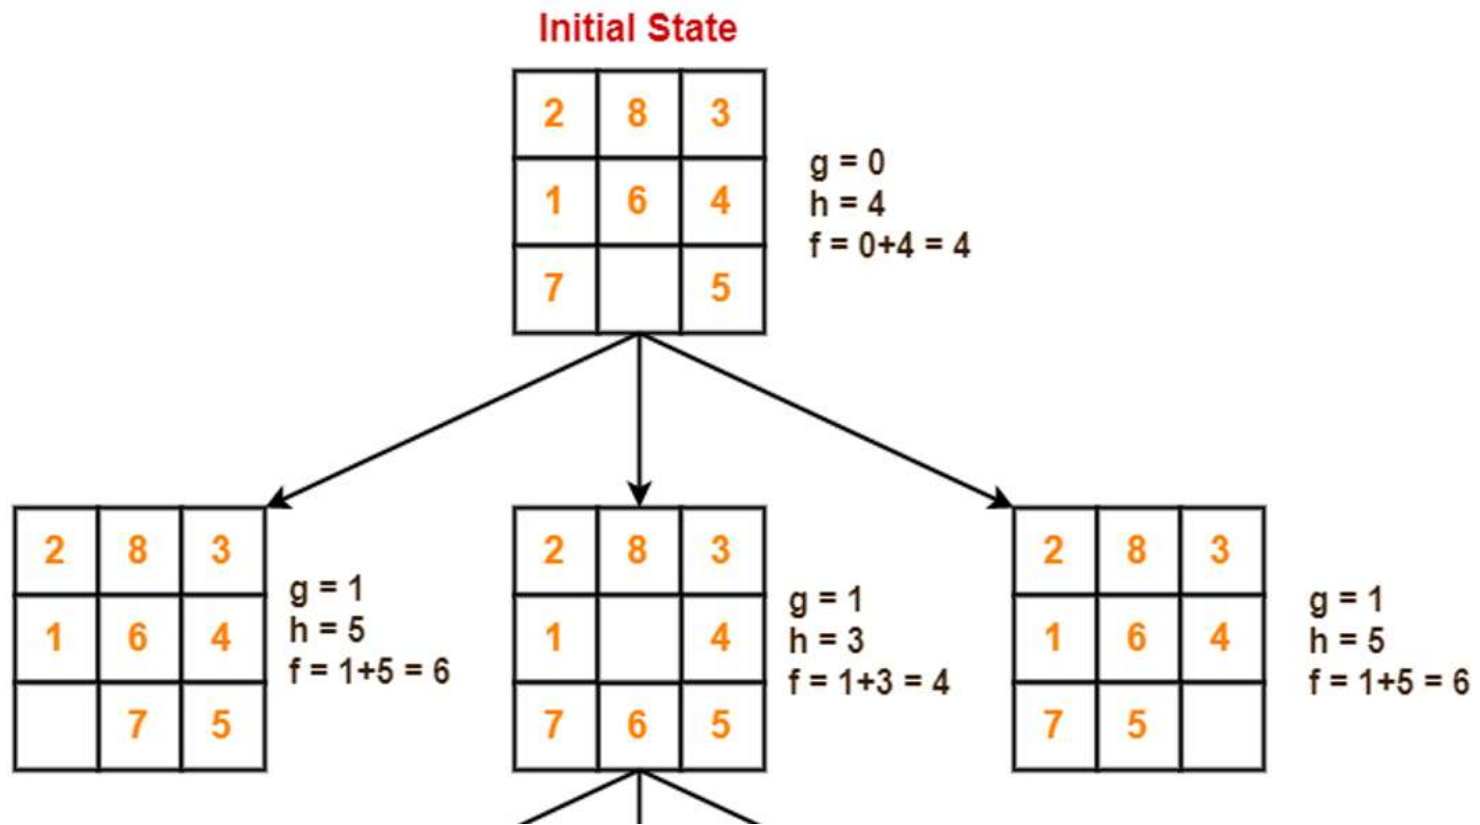 Initial State
2 8 3
1 6 4
7 5
g = 0
h = 4
f = 0+4 = 4
2 8 3
1 6 4
7 5
g = 1
h = 5
f = 1+5 = 6
2 8 3
1 4
7 6 5
g = 1
h = 3
f = 1+3 = 4
2 8 3
1 6 4
7 5
g = 1
h = 5
f = 1+5 = 6